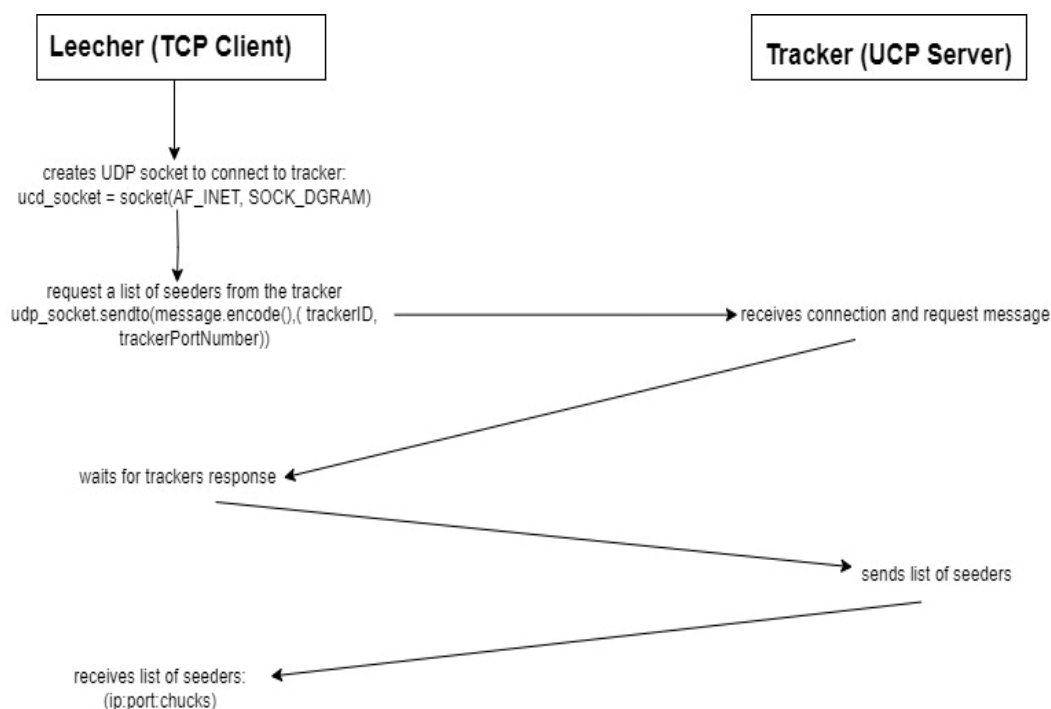 Leecher (TCP Client)
Tracker (UCP Server)
creates UDP socket to connect to tracker:
ucd_socket = socket(AF_INET, SOCK_DGRAM)
request a list of seeders from the tracker
udp_socket.sendto(message.encode(),( trackerID,
trackerPortNumber))
receives connection and request message
waits for trackers response
sends list of seeders
receives list of seeders:
(ip:port:chucks)